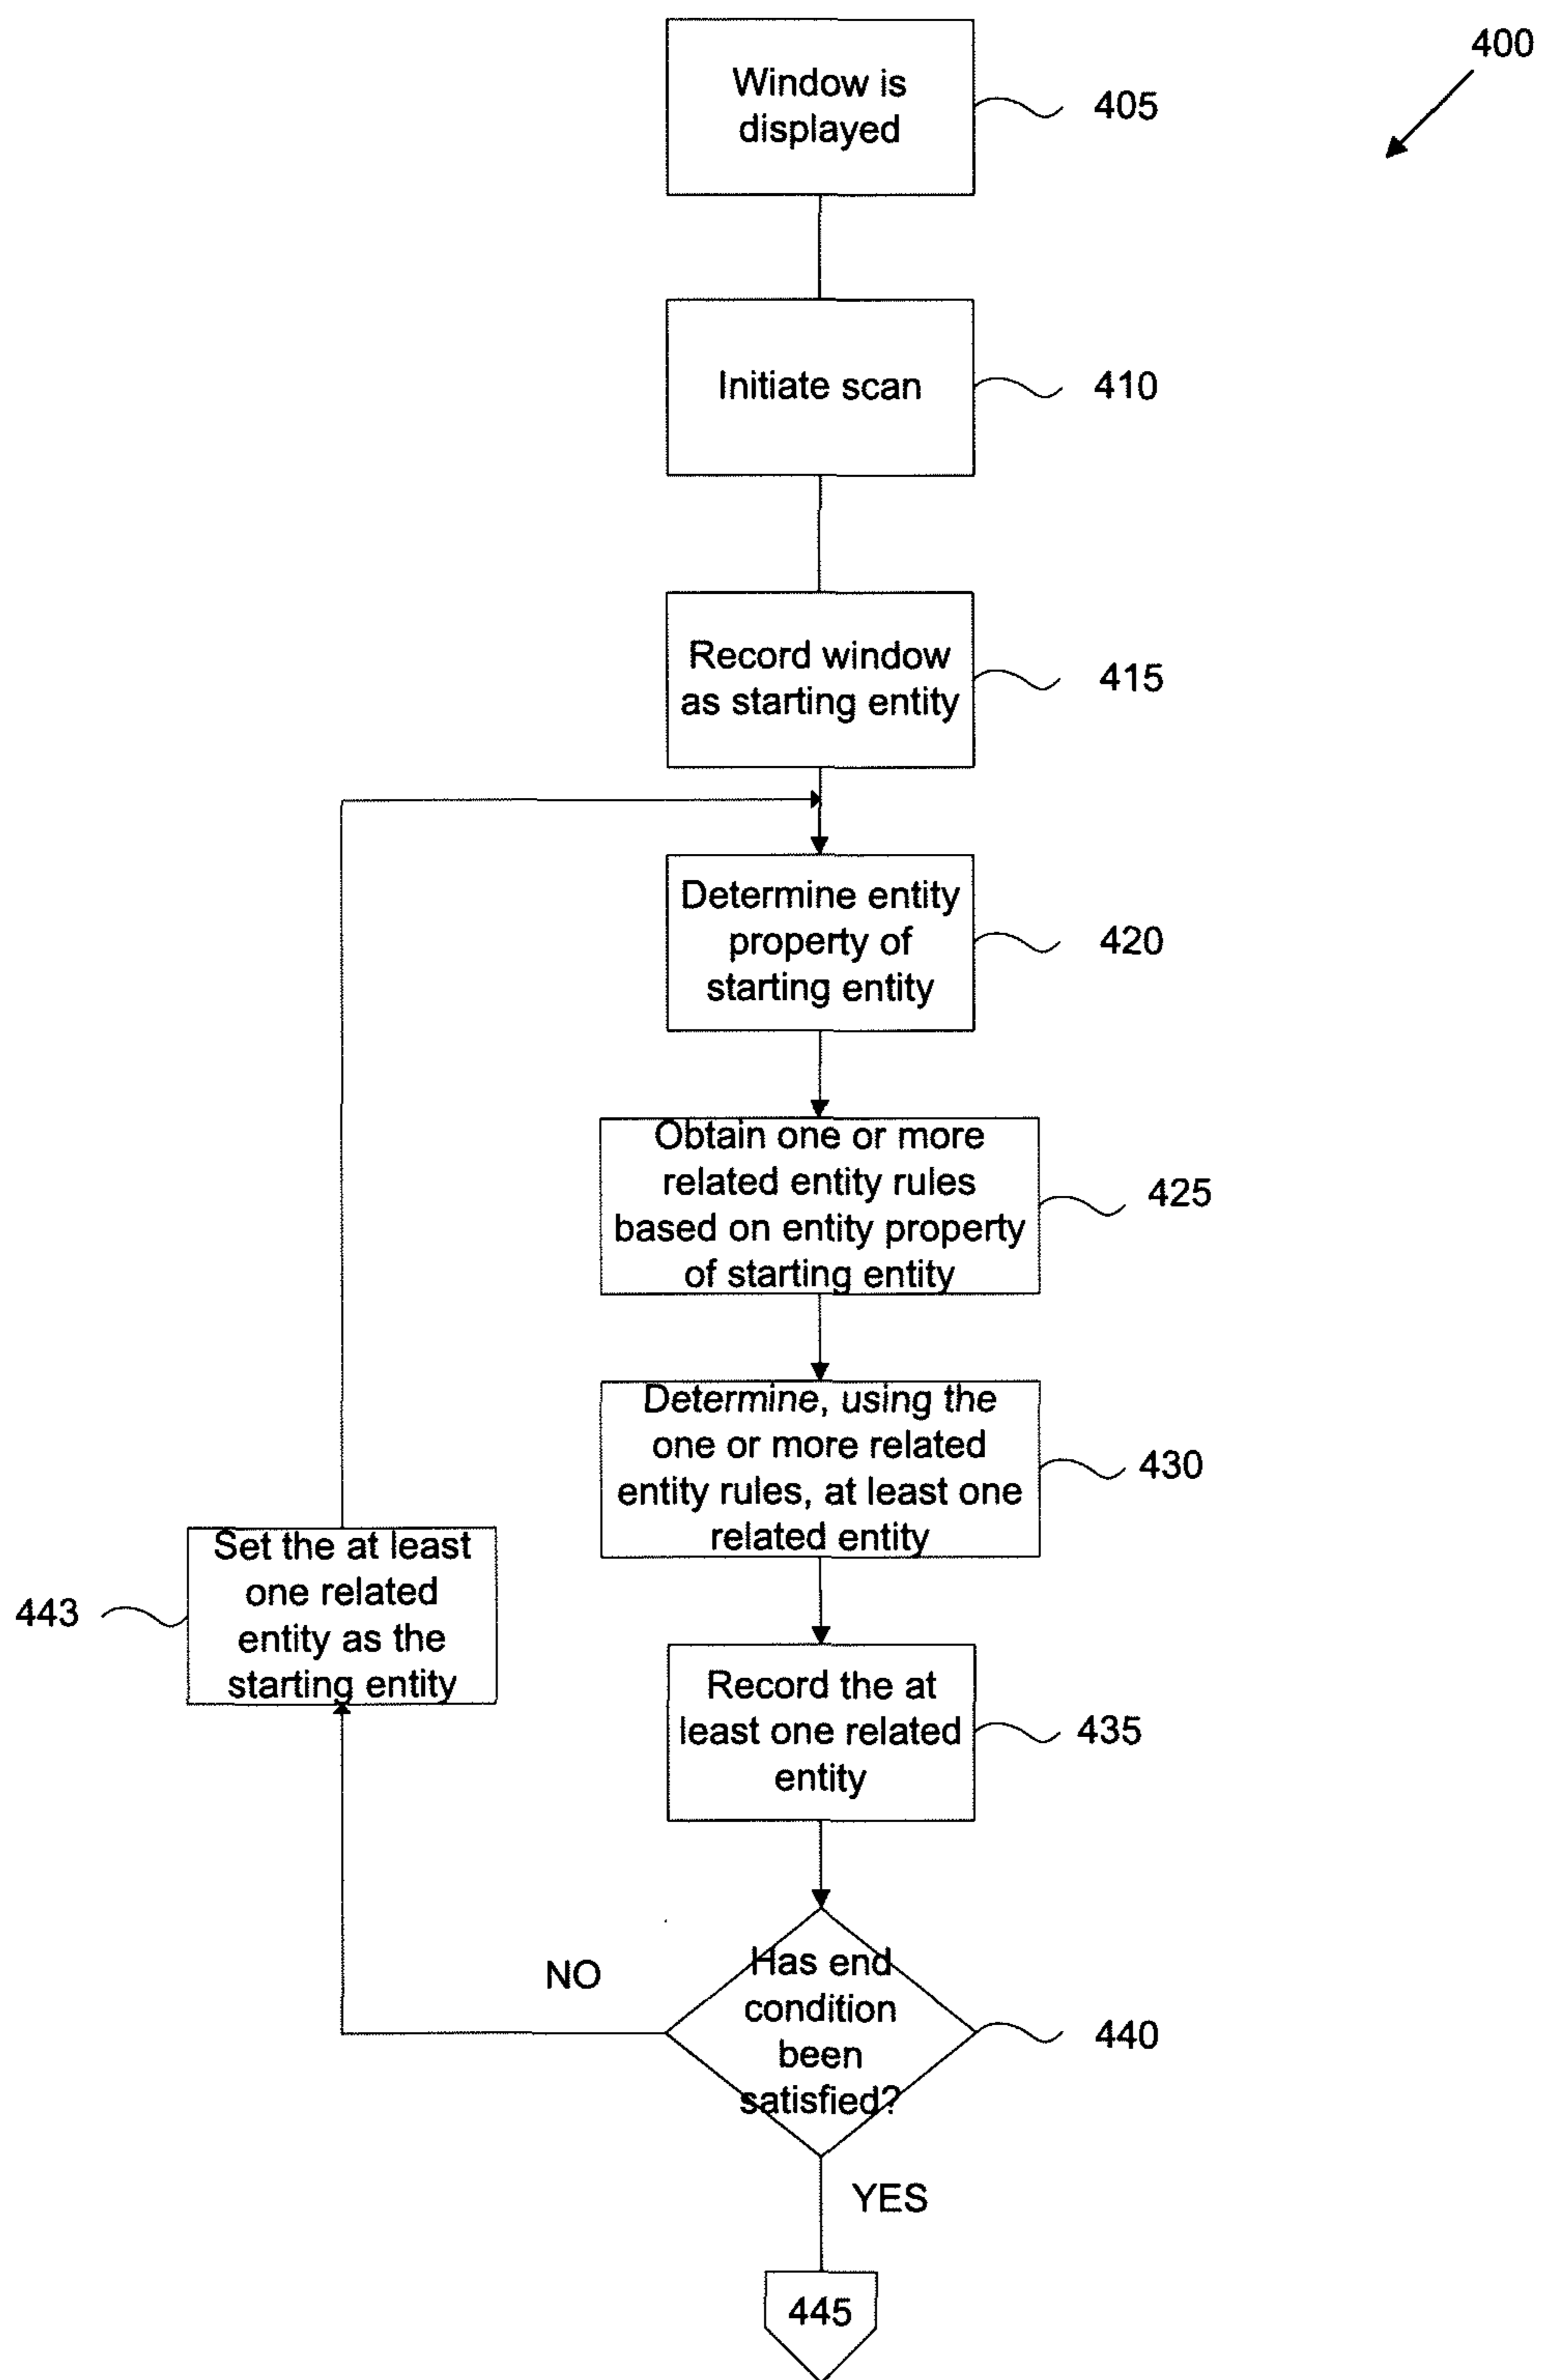 400
Window is
displayed
405
Initiate scan
410
Record window
as starting entity
415
Determine entity
property of
starting entity
420
Obtain one or more
related entity rules
based on entity property
of starting entity
425
Determine, using the
one or more related
entity rules, at least one
related entity
430
Set the at least
one related
entity as the
starting entity
443
Record the at
least one related
entity
435
Has end
condition
been
satisfied?
440
NO
YES
445